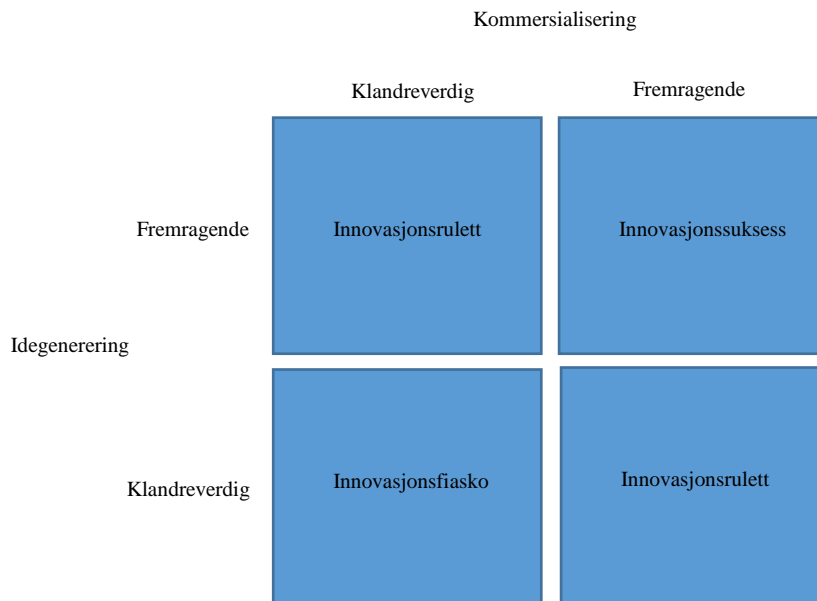 Kommersialisering
Klandreverdig
Fremragende
Fremragende
Innovasjonsrulett
Innovasjonssuksess
Idegenerering
Klandreverdig
Innovasjonsfiasko
Innovasjonsrulett